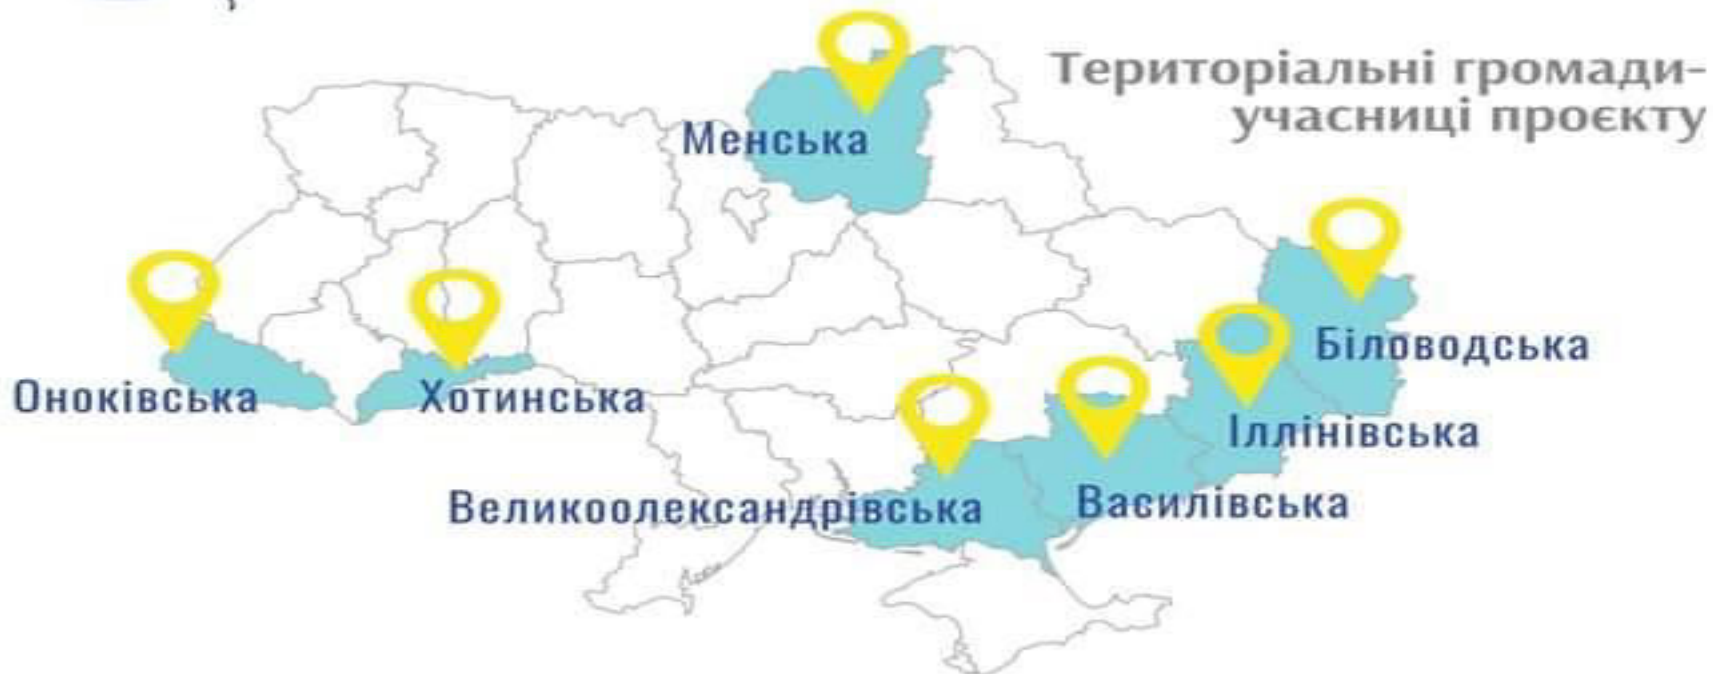 Територіальні громади-
учасниці проєкту
Менська
Біловодська
Оноківська
Хотинська
Іллінівська
Великоолександрівська
Василівська